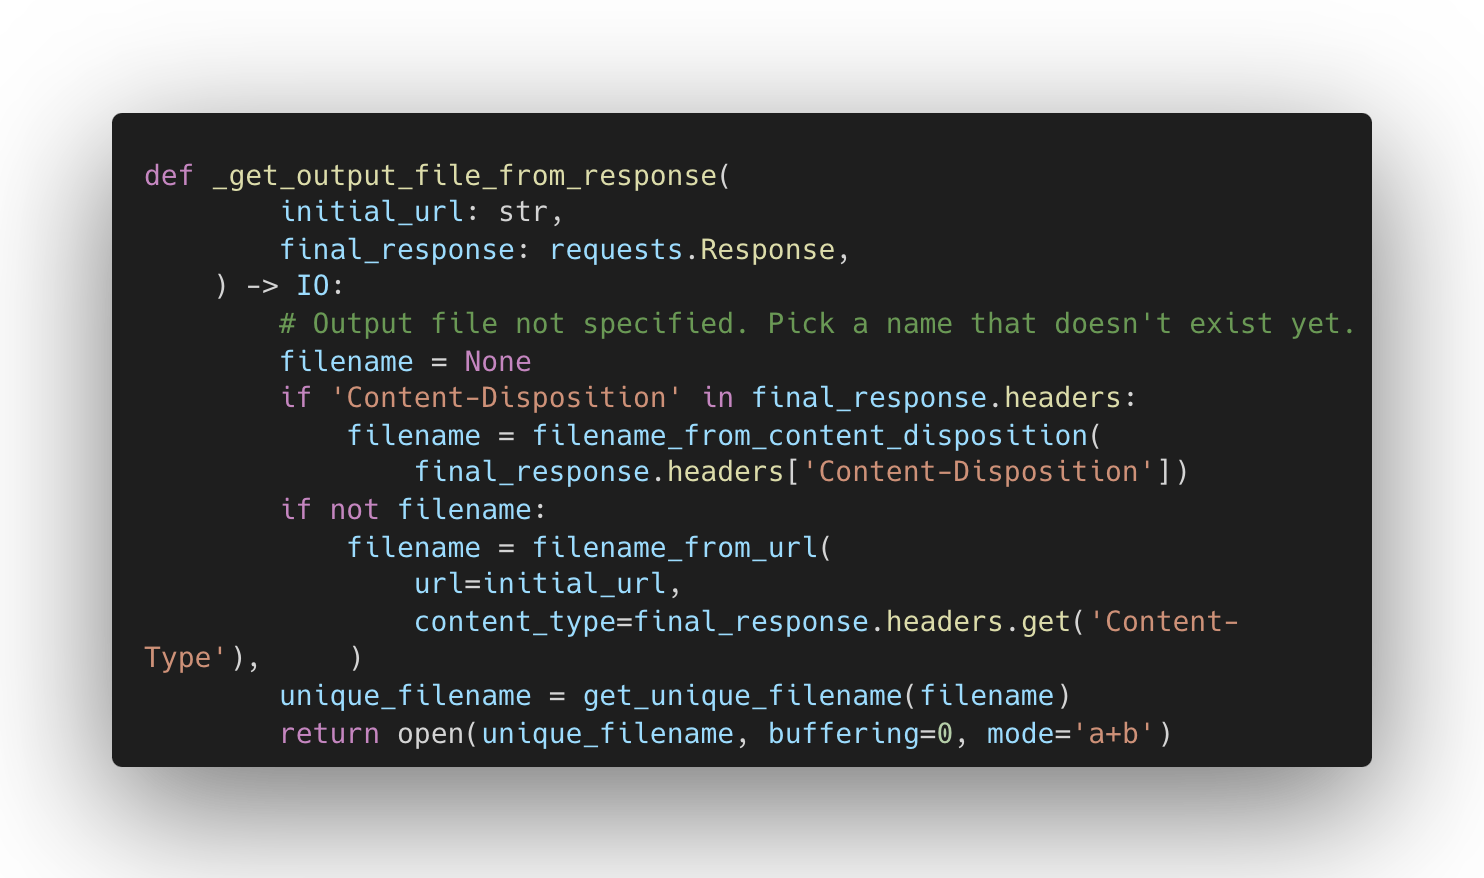 def _get_output_file_from_response(
        initial_url: str,
        final_response: requests.Response,
    ) -> IO:
        # Output file not specified. Pick a name that doesn't exist yet.
        filename = None
        if 'Content-Disposition' in final_response.headers:
            filename = filename_from_content_disposition(
                final_response.headers['Content-Disposition'])
        if not filename:
            filename = filename_from_url(
                url=initial_url,
                content_type=final_response.headers.get('Content-
Type'),     )
        unique_filename = get_unique_filename(filename)
        return open(unique_filename, buffering=0, mode='a+b')